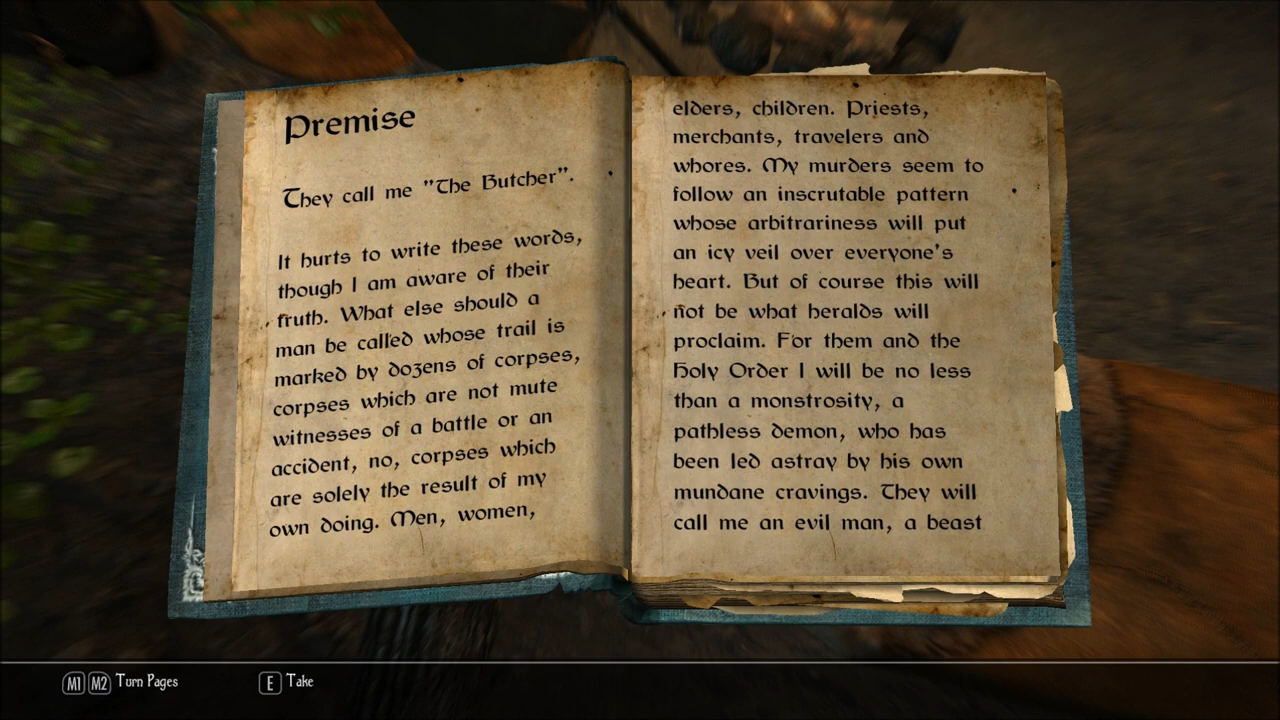 Premise
They call me "The Butcher".
It hurts to write these words,
though I am aware of their
truth. What else should a
man be called whose trail is
marked by dozens of corpses,
corpses which are not mute
witnesses of a battle or an
accident, no, corpses which
are solely the result of my
own doing. Men, women,
elders, children. Priests,
merchants, travelers and
whores. My murders seem to
follow an inscrutable pattern
whose arbitrariness will put
an icy veil over everyone's
heart. But of course this will
not be what heralds will
proclaim. For them and the
Holy Order I will be no less
than a monstrosity, a
pathless demon, who has
been led astray by his own
mundane cravings. They will
call me an evil man, a beast
M1 M2 Turn Pages E Take